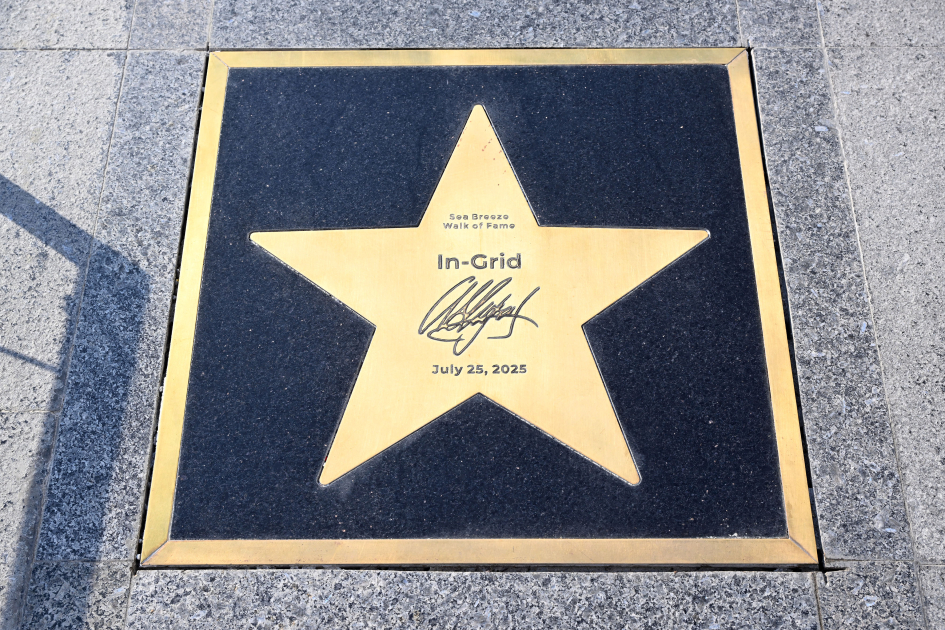 Sea Breeze
Walk of Fame
In-Grid
July 25, 2025